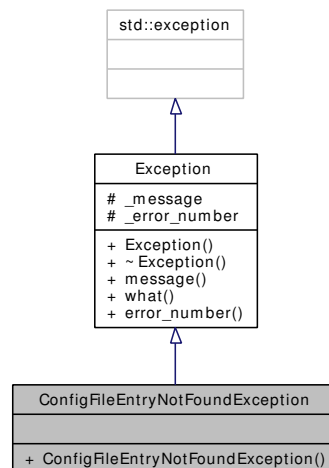 std::exception
Exception
# _message
# _error_number
+ Exception()
+ ~Exception()
+ message()
+ what()
+ error_number()
ConfigFileEntryNotFoundException
+ ConfigFileEntryNotFoundException()